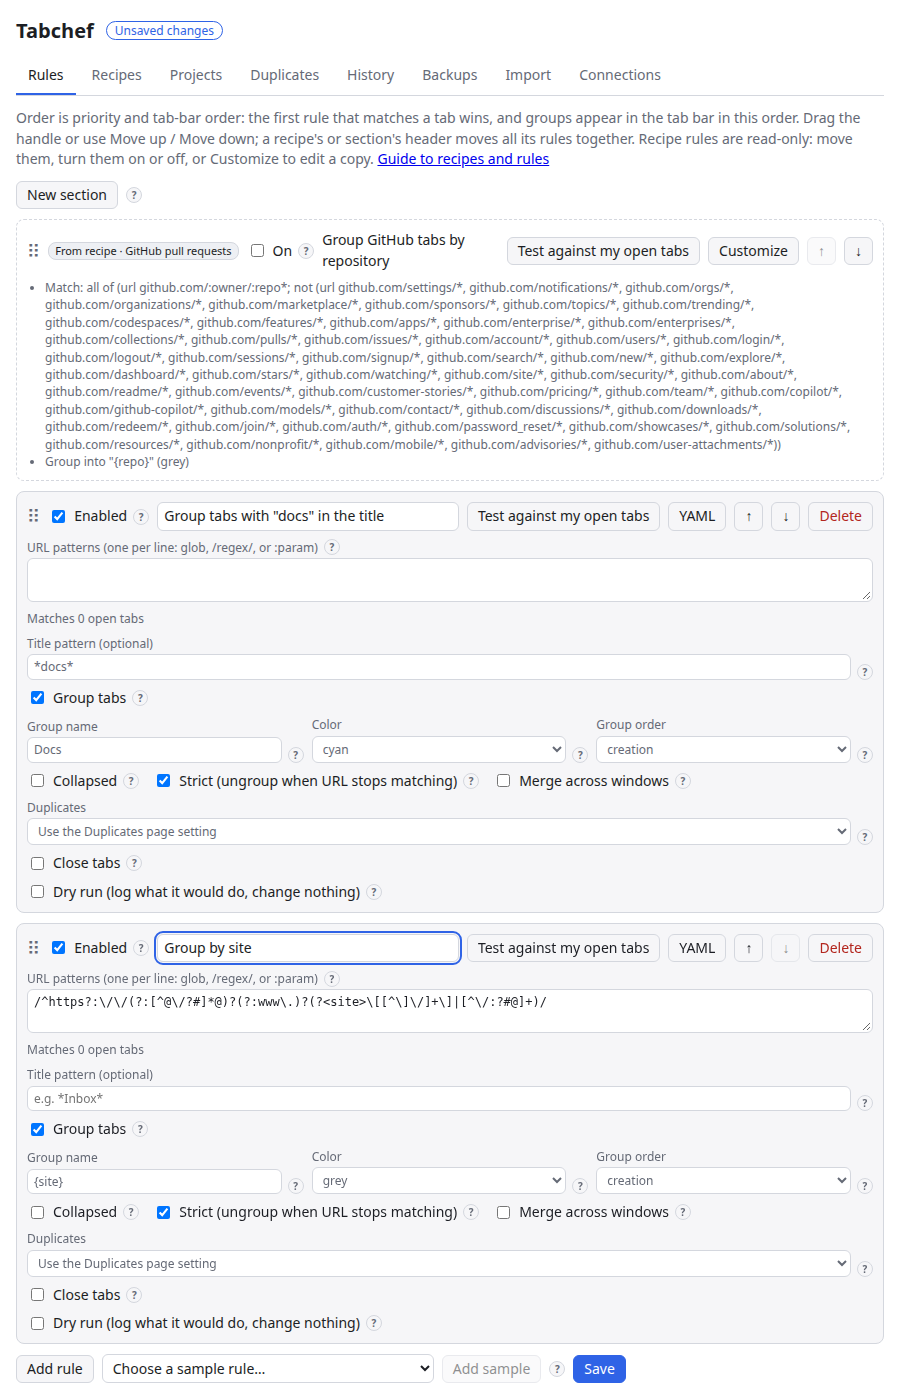 Tabchef Unsaved changes
Rules Recipes Projects Duplicates History Backups Import Connections
Order is priority and tab-bar order: the first rule that matches a tab wins, and groups appear in the tab bar in this order. Drag the
handle or use Move up / Move down; a recipe's or section's header moves all its rules together. Recipe rules are read-only: move
them, turn them on or off, or Customize to edit a copy. Guide to recipes and rules
New section ?
From recipe · GitHub pull requests On ? Group GitHub tabs by
repository
Test against my open tabs Customize ↑ ↓
• Match: all of (url github.com/:owner/:repo*; not (url github.com/settings/*, github.com/notifications/*, github.com/orgs/*,
github.com/organizations/*, github.com/marketplace/*, github.com/sponsors/*, github.com/topics/*, github.com/trending/*,
github.com/codespaces/*, github.com/features/*, github.com/apps/*, github.com/enterprise/*, github.com/enterprises/*,
github.com/collections/*, github.com/pulls/*, github.com/issues/*, github.com/account/*, github.com/users/*, github.com/login/*,
github.com/logout/*, github.com/sessions/*, github.com/signup/*, github.com/search/*, github.com/new/*, github.com/explore/*,
github.com/dashboard/*, github.com/stars/*, github.com/watching/*, github.com/site/*, github.com/security/*, github.com/about/*,
github.com/readme/*, github.com/events/*, github.com/customer-stories/*, github.com/pricing/*, github.com/team/*, github.com/copilot/*,
github.com/github-copilot/*, github.com/models/*, github.com/contact/*, github.com/discussions/*, github.com/downloads/*,
github.com/redeem/*, github.com/join/*, github.com/auth/*, github.com/password_reset/*, github.com/showcases/*, github.com/solutions/*,
github.com/resources/*, github.com/nonprofit/*, github.com/mobile/*, github.com/advisories/*, github.com/user-attachments/*))
• Group into "{repo}" (grey)
Enabled ? Group tabs with "docs" in the title Test against my open tabs YAML ↑ ↓ Delete
URL patterns (one per line: glob, /regex/, or :param) ?
Matches 0 open tabs
Title pattern (optional)
*docs* ?
Group tabs ?
Group name Color Group order
Docs ? cyan ? creation ?
Collapsed ? Strict (ungroup when URL stops matching) ? Merge across windows ?
Duplicates
Use the Duplicates page setting ?
Close tabs ?
Dry run (log what it would do, change nothing) ?
Enabled ? Group by site Test against my open tabs YAML ↑ ↓ Delete
URL patterns (one per line: glob, /regex/, or :param) ?
/^https?:\/\/(?:[^@\/?#]*@)?(?:www\.)?(?<site>\[[^\]\/]+\]|[^\/:?#@]+)/
Matches 0 open tabs
Title pattern (optional)
e.g. *Inbox* ?
Group tabs ?
Group name Color Group order
{site} ? grey ? creation ?
Collapsed ? Strict (ungroup when URL stops matching) ? Merge across windows ?
Duplicates
Use the Duplicates page setting ?
Close tabs ?
Dry run (log what it would do, change nothing) ?
Add rule Choose a sample rule... Add sample ? Save